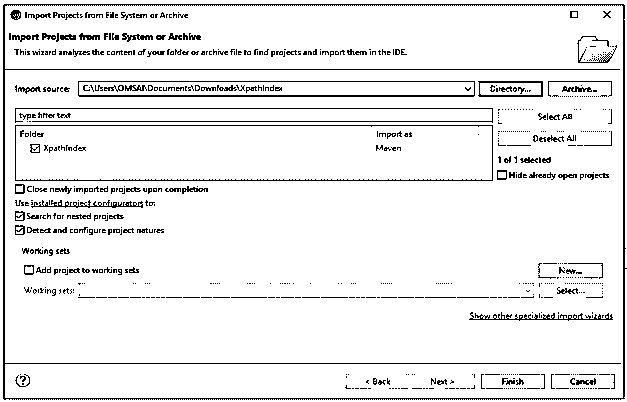 Import Projects from File System or Archive
Import Projects from File System or Archive
This wizard analyzes the content of your folder or archive file to find projects and import them in the IDE.
Import source: C:\Users\OMSAI\Documents\Downloads\XpathIndex Directory... Archive...
type filter text Select All
Folder Import as Deselect All
XpathIndex Maven
1 of 1 selected
Hide already open projects
Close newly imported projects upon completion
Use installed project configurators to:
Search for nested projects
Detect and configure project natures
Working sets
Add project to working sets New...
Working sets: Select...
Show other specialized import wizards
? < Back Next > Finish Cancel